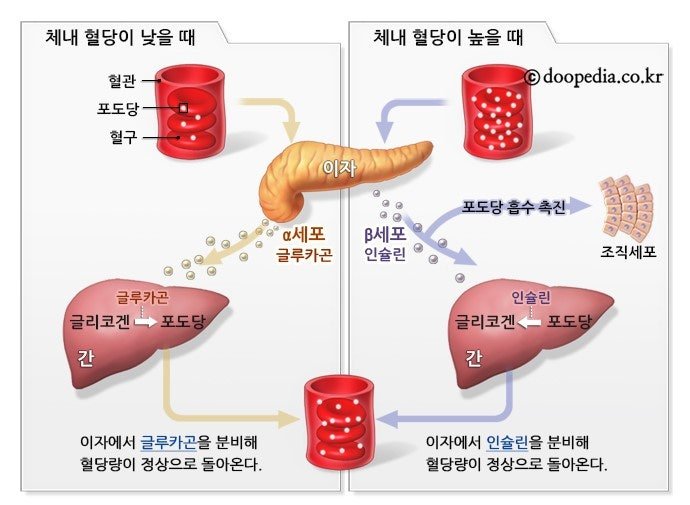 체내 혈당이 낮을 때
체내 혈당이 높을 때
ⓒdoopedia.co.kr
혈관
포도당
혈구
이자
α세포
글루카곤
β세포
인슐린
포도당 흡수 촉진
조직세포
글루카곤
글리코겐 포도당
간
인슐린
글리코겐 포도당
간
이자에서 글루카곤을 분비해
혈당량이 정상으로 돌아온다.
이자에서 인슐린을 분비해
혈당량이 정상으로 돌아온다.